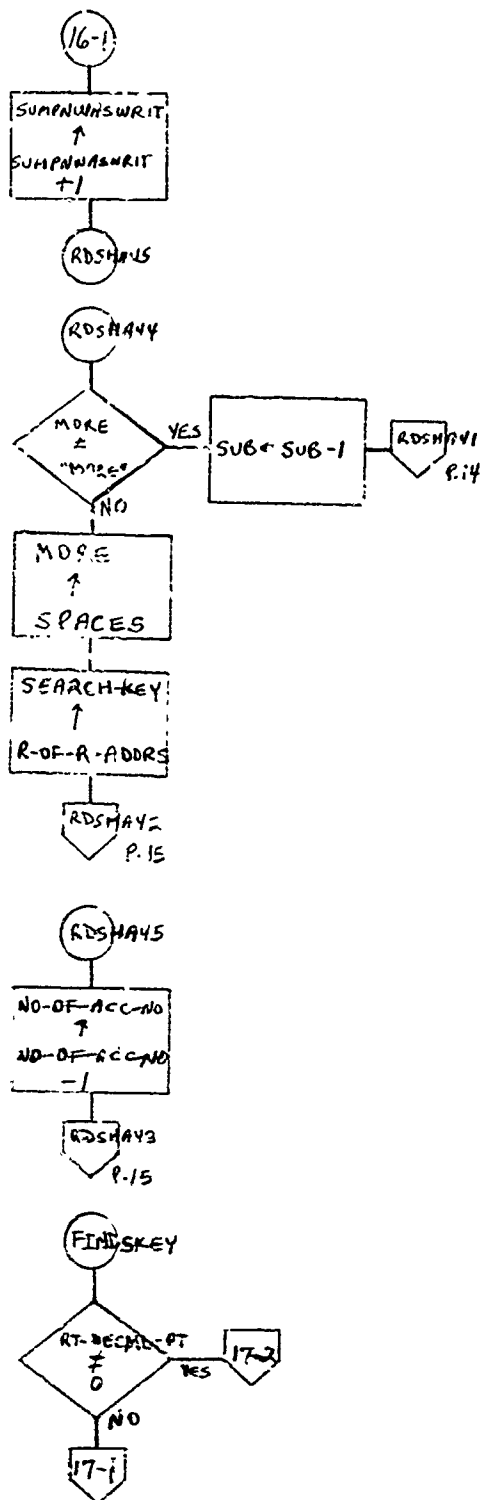 16-1
SUMPNWASWRIT
↑
SUMPNWASWRIT
+1
RDSHAY5
RDSHAY4
MORE
≠
"MORE"
YES
SUB ← SUB-1
RDSHAY1
P.14
NO
MORE
↑
SPACES
SEARCH-KEY
↑
R-OF-R-ADDRS
RDSHAY2
P.15
RDSHAY5
NO-OF-ACC-NO
↑
NO-OF-ACC-NO
-1
RDSHAY3
P.15
FINDSKEY
RT-DECML-PT
≠
0
YES
17-2
NO
17-1